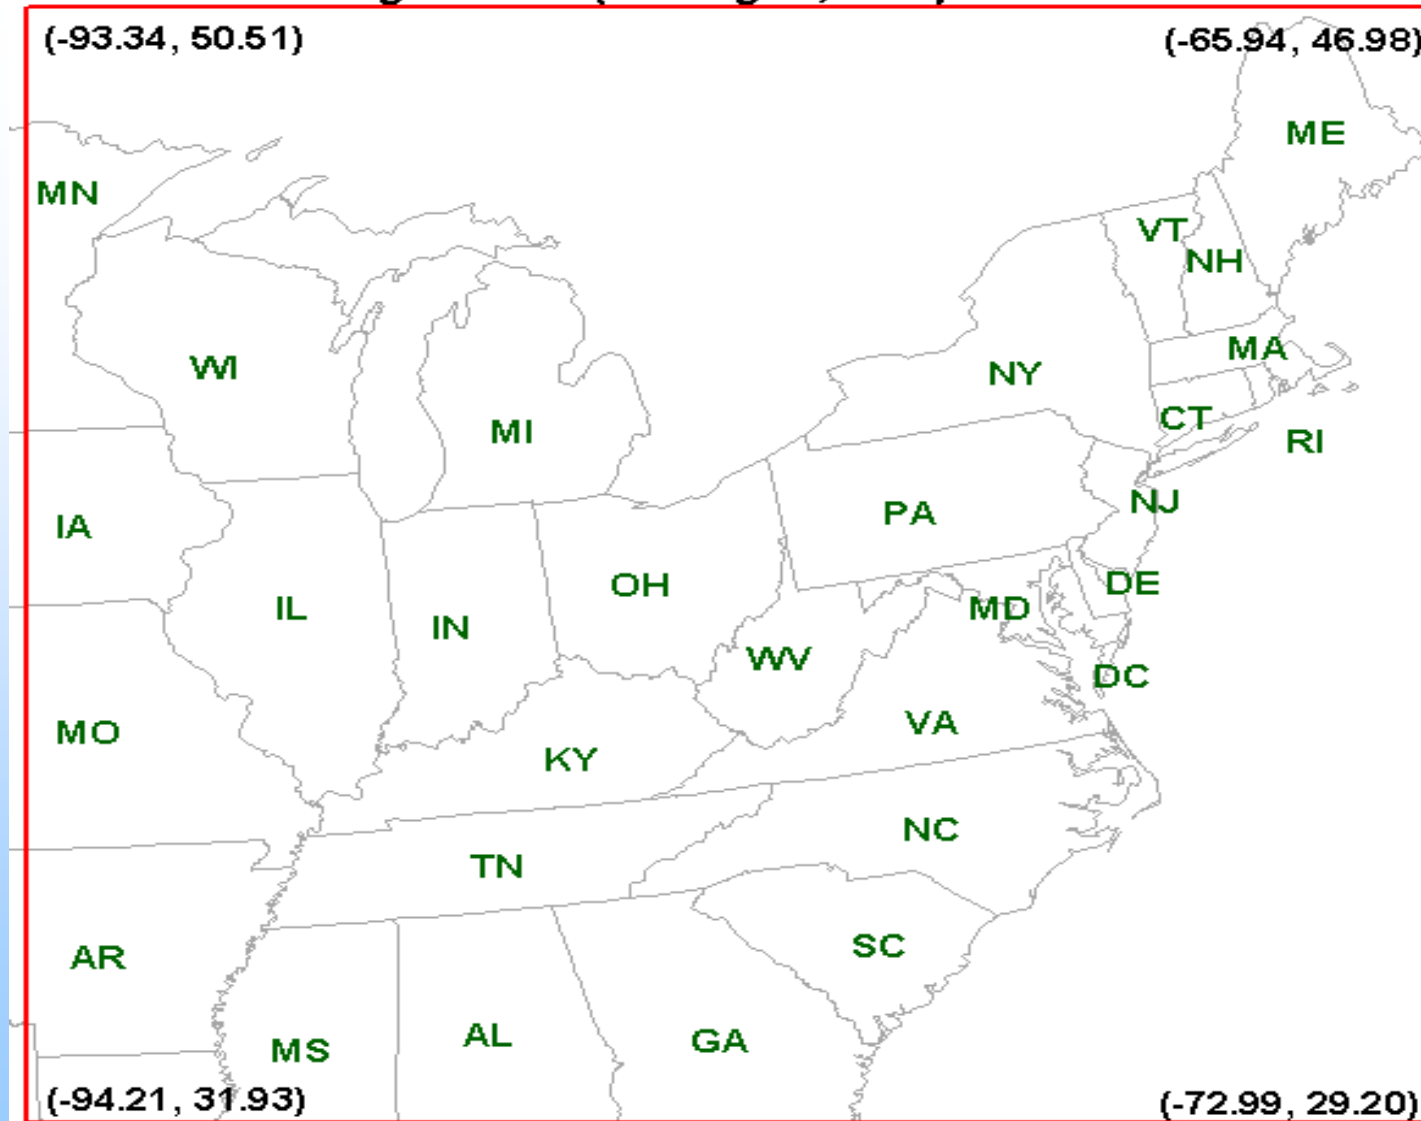 (-93.34, 50.51)
(-65.94, 46.98)
ME
MN
VT
NH
MA
WI
NY
CT
MI
RI
NJ
PA
IA
DE
OH
MD
IL
IN
WV
DC
VA
MO
KY
NC
TN
SC
AR
AL
GA
MS
(-94.21, 31.93)
(-72.99, 29.20)